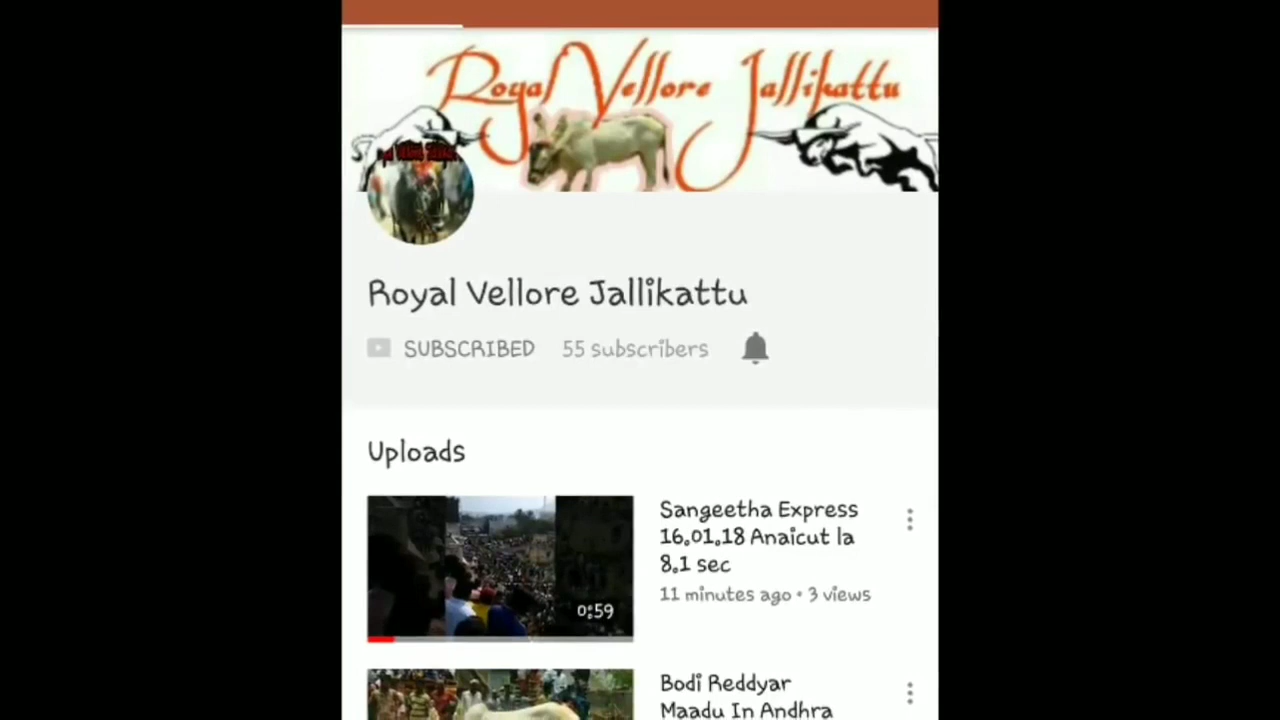 Royal Vellore Jallikattu
Royal Vellore Jallikattu
SUBSCRIBED 55 subscribers
Uploads
Sangeetha Express
16.01.18 Anaicut la
8.1 sec
11 minutes ago • 3 views
0:59
Bodi Reddyar
Maadu In Andhra